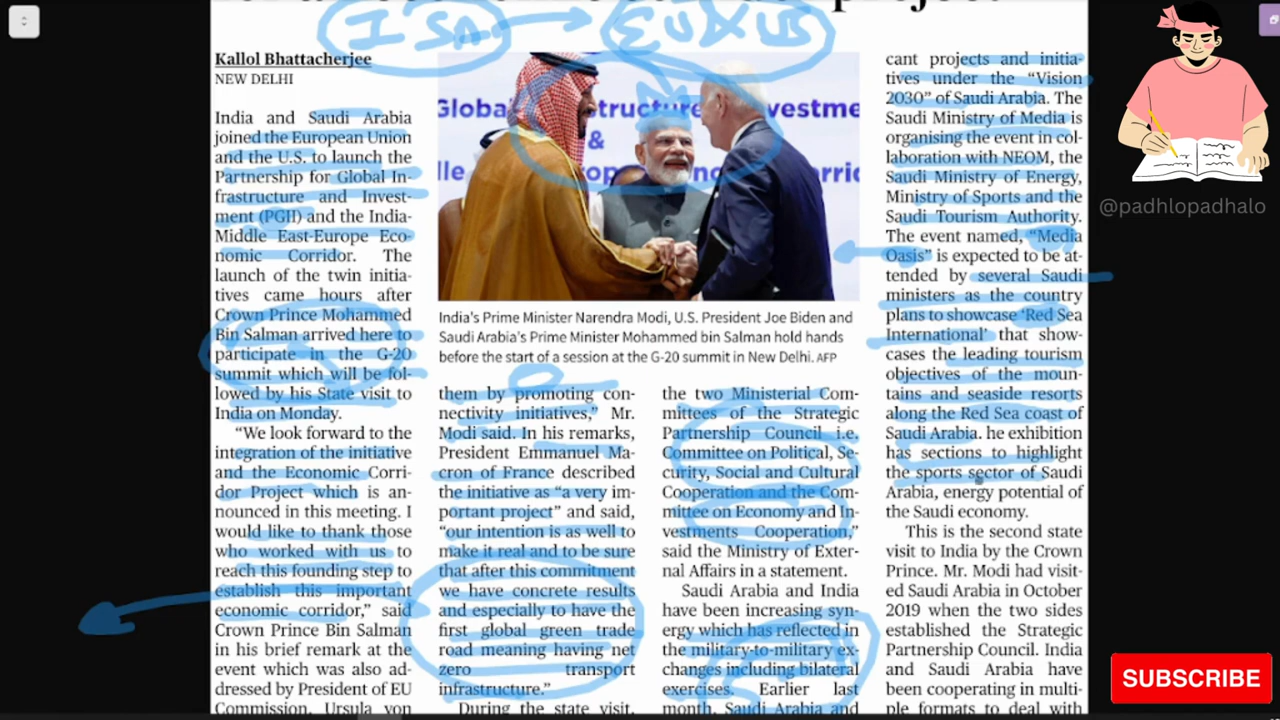 Kallol Bhattacherjee
NEW DELHI
India and Saudi Arabia
joined the European Union
and the U.S. to launch the
Partnership for Global In-
frastructure and Invest-
ment (PGII) and the India-
Middle East-Europe Eco-
nomic Corridor. The
launch of the twin initia-
tives came hours after
Crown Prince Mohammed
Bin Salman arrived here to
participate in the G-20
summit which will be fol-
lowed by his State visit to
India on Monday.
“We look forward to the
integration of the initiative
and the Economic Corri-
dor Project which is an-
nounced in this meeting. I
would like to thank those
who worked with us to
reach this founding step to
establish this important
economic corridor,” said
Crown Prince Bin Salman
in his brief remark at the
event which was also ad-
dressed by President of EU
Commission, Ursula von
India's Prime Minister Narendra Modi, U.S. President Joe Biden and
Saudi Arabia's Prime Minister Mohammed bin Salman hold hands
before the start of a session at the G-20 summit in New Delhi. AFP
them by promoting con-
nectivity initiatives,” Mr.
Modi said. In his remarks,
President Emmanuel Ma-
cron of France described
the initiative as “a very im-
portant project” and said,
“our intention is as well to
make it real and to be sure
that after this commitment
we have concrete results
and especially to have the
first global green trade
road meaning having net
zero transport
infrastructure.”
During the state visit,
the two Ministerial Com-
mittees of the Strategic
Partnership Council i.e.
Committee on Political, Se-
curity, Social and Cultural
Cooperation and the Com-
mittee on Economy and In-
vestments Cooperation,”
said the Ministry of Exter-
nal Affairs in a statement.
Saudi Arabia and India
have been increasing syn-
ergy which has reflected in
the military-to-military ex-
changes including bilateral
exercises. Earlier last
month, Saudi Arabia and
cant projects and initia-
tives under the “Vision
2030” of Saudi Arabia. The
Saudi Ministry of Media is
organising the event in col-
laboration with NEOM, the
Saudi Ministry of Energy,
Ministry of Sports and the
Saudi Tourism Authority.
The event named, “Media
Oasis” is expected to be at-
tended by several Saudi
ministers as the country
plans to showcase ‘Red Sea
International’ that show-
cases the leading tourism
objectives of the moun-
tains and seaside resorts
along the Red Sea coast of
Saudi Arabia. he exhibition
has sections to highlight
the sports sector of Saudi
Arabia, energy potential of
the Saudi economy.
This is the second state
visit to India by the Crown
Prince. Mr. Modi had visit-
ed Saudi Arabia in October
2019 when the two sides
established the Strategic
Partnership Council. India
and Saudi Arabia have
been cooperating in multi-
ple formats to deal with
@padhlopadhalo
SUBSCRIBE